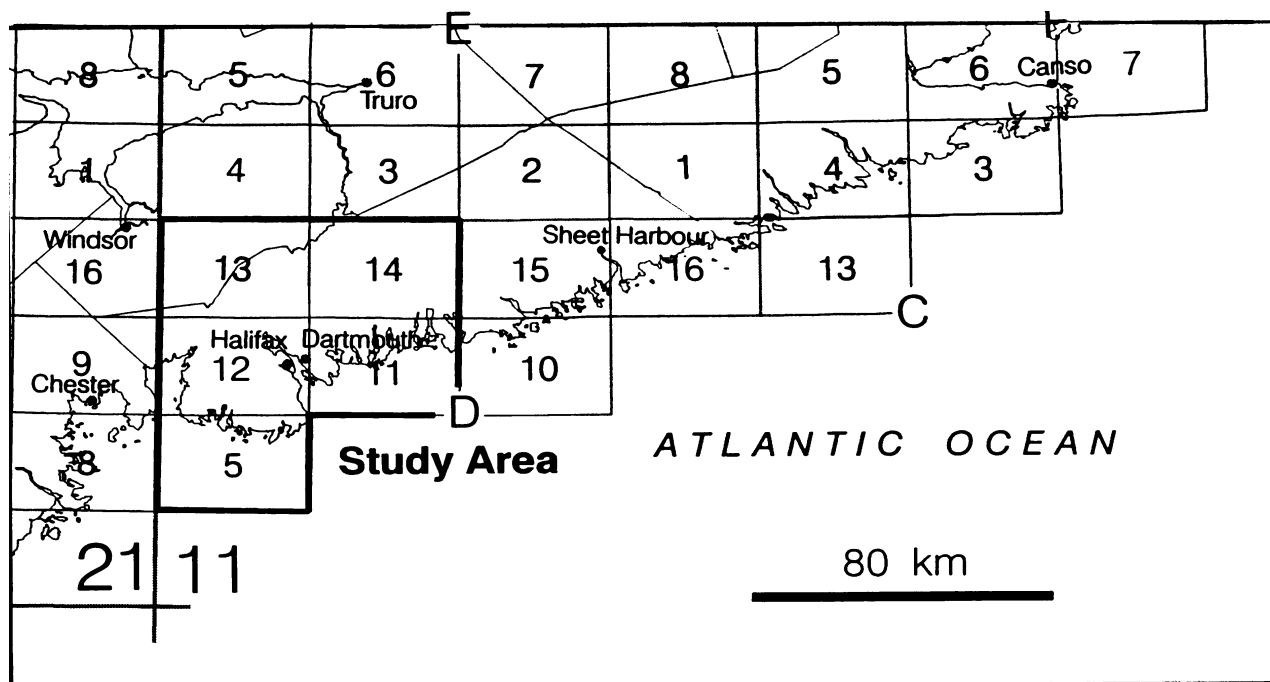 E
8 5 6 7 8 5 6 7
Truro
Canso
1 4 3 2 1 4 3
Windsor
Sheet Harbour
16 13 14 15 16 13
C
Halifax Dartmouth
9 12 11 10
Chester
D
8 5
Study Area
ATLANTIC OCEAN
21 11
80 km